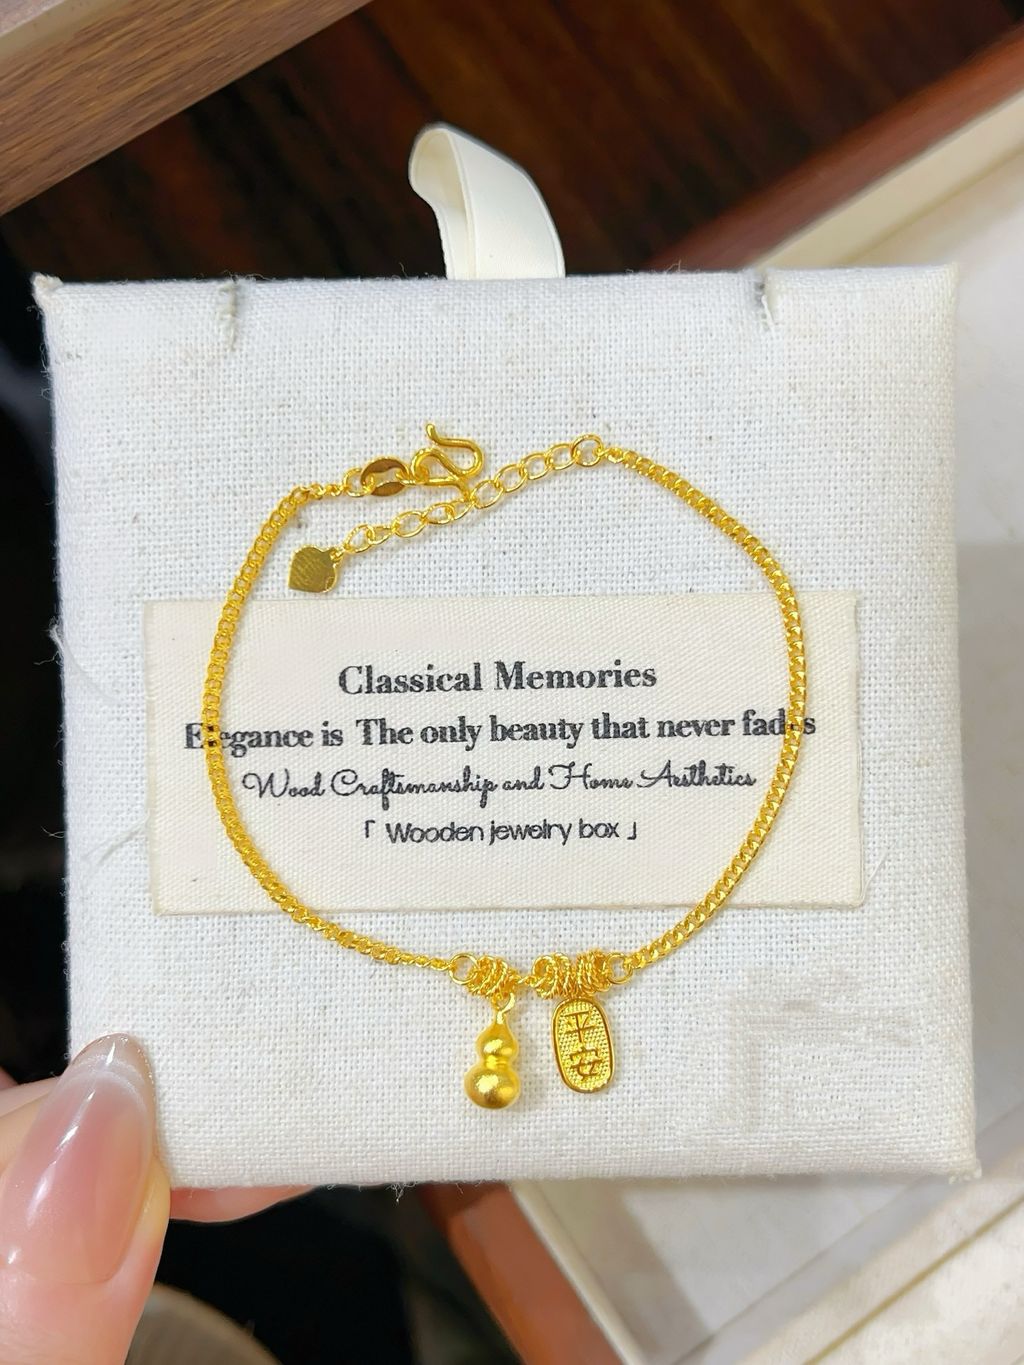 Classical Memories
Elegance is The only beauty that never fades
Wood Craftsmanship and Home Aesthetics
「 Wooden jewelry box 」
平安